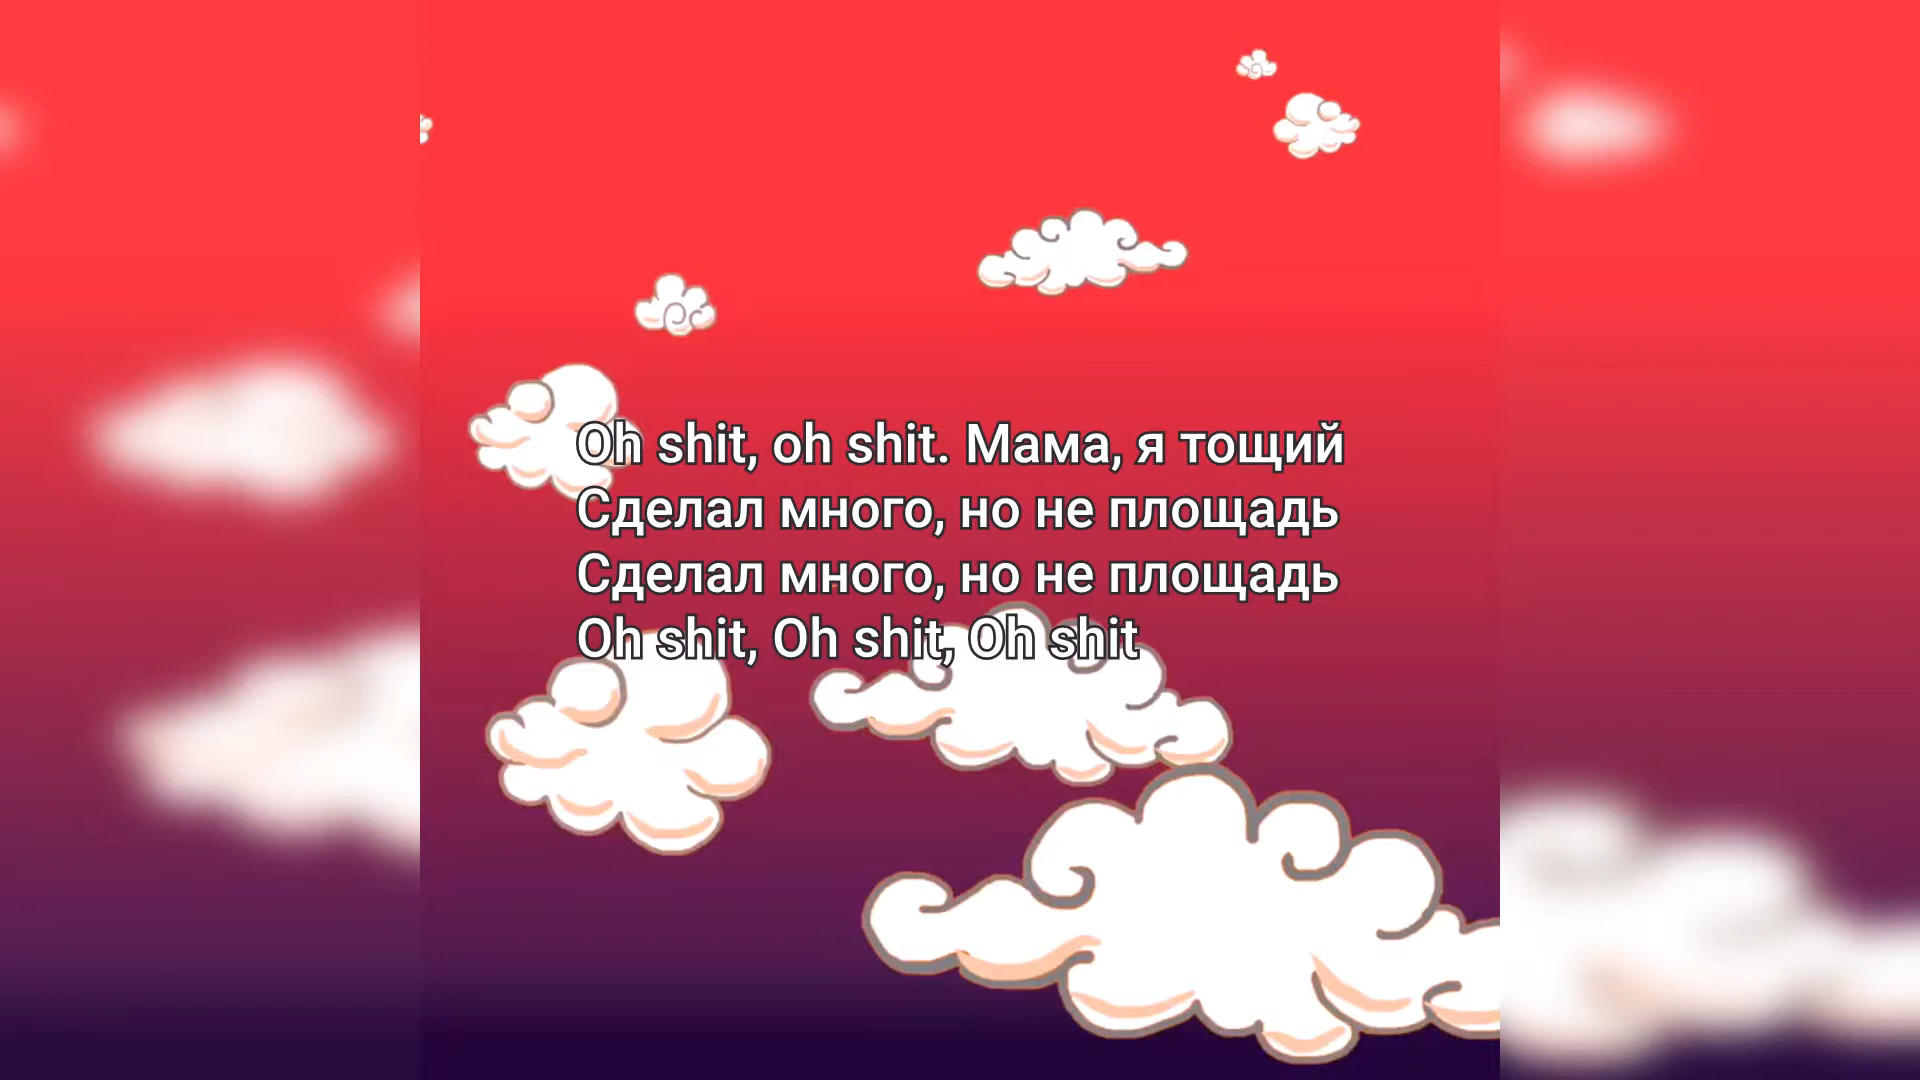 Oh shit, oh shit. Мама, я тощий
Сделал много, но не площадь
Сделал много, но не площадь
Oh shit, Oh shit, Oh shit